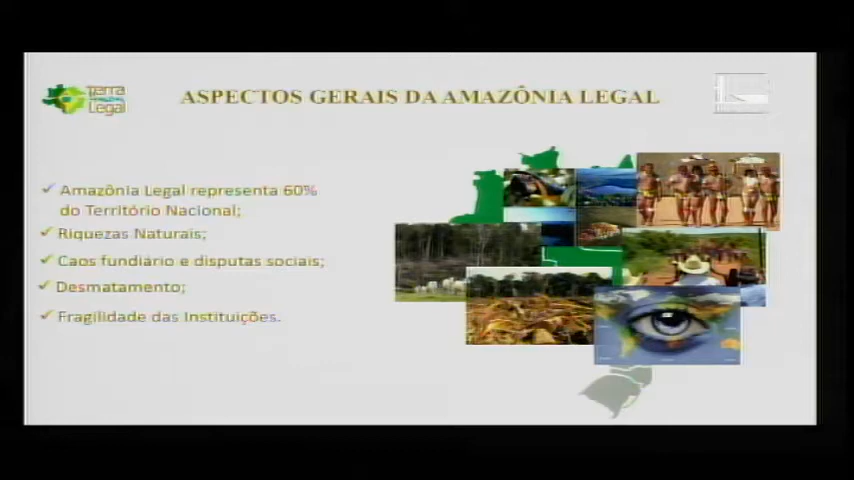 Terra
Legal
ASPECTOS GERAIS DA AMAZÔNIA LEGAL
Amazônia Legal representa 60%
do Território Nacional;
Riquezas Naturais;
Caos fundiário e disputas sociais;
Desmatamento;
Fragilidade das Instituições.